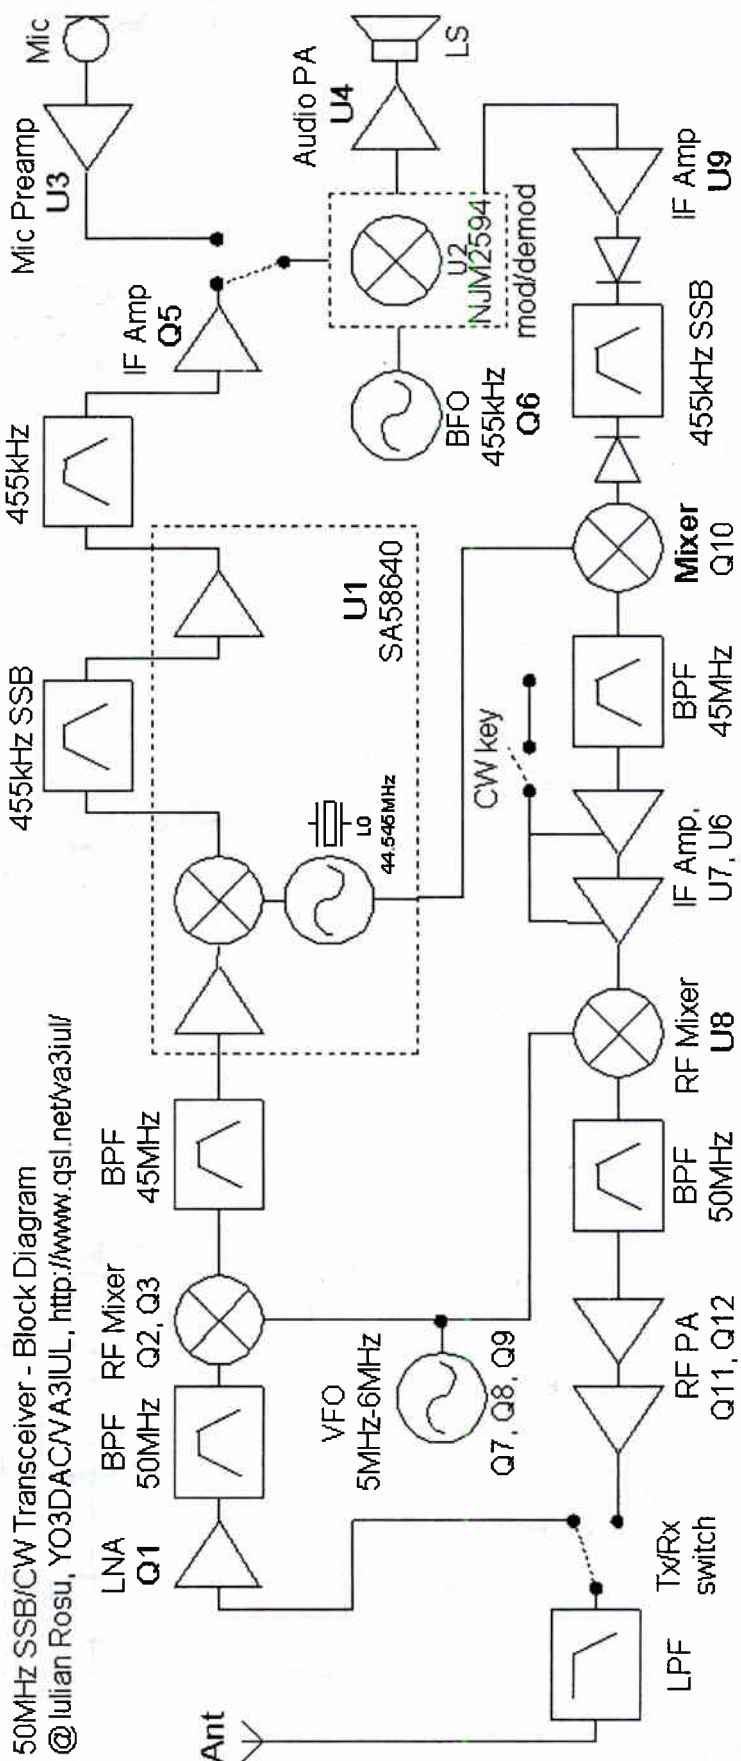 50MHz SSB/CW Transceiver - Block Diagram
@ Iulian Rosu, YO3DAC/VA3IUL, http://www.qsl.net/va3iul/
Ant
LPF
Tx/Rx
switch
LNA
Q1
BPF
50MHz
RF Mixer
Q2, Q3
BPF
45MHz
455kHz SSB
455kHz
IF Amp
Q5
Mic Preamp
U3
Mic
U1
SA58640
LO
44.545MHz
Audio PA
U4
LS
U2
NJM2594
mod/demod
BFO
455kHz
Q6
VFO
5MHz-6MHz
Q7, Q8, Q9
CW key
RF PA
Q11, Q12
BPF
50MHz
RF Mixer
U8
IF Amp,
U7, U6
BPF
45MHz
Mixer
Q10
455kHz SSB
IF Amp
U9